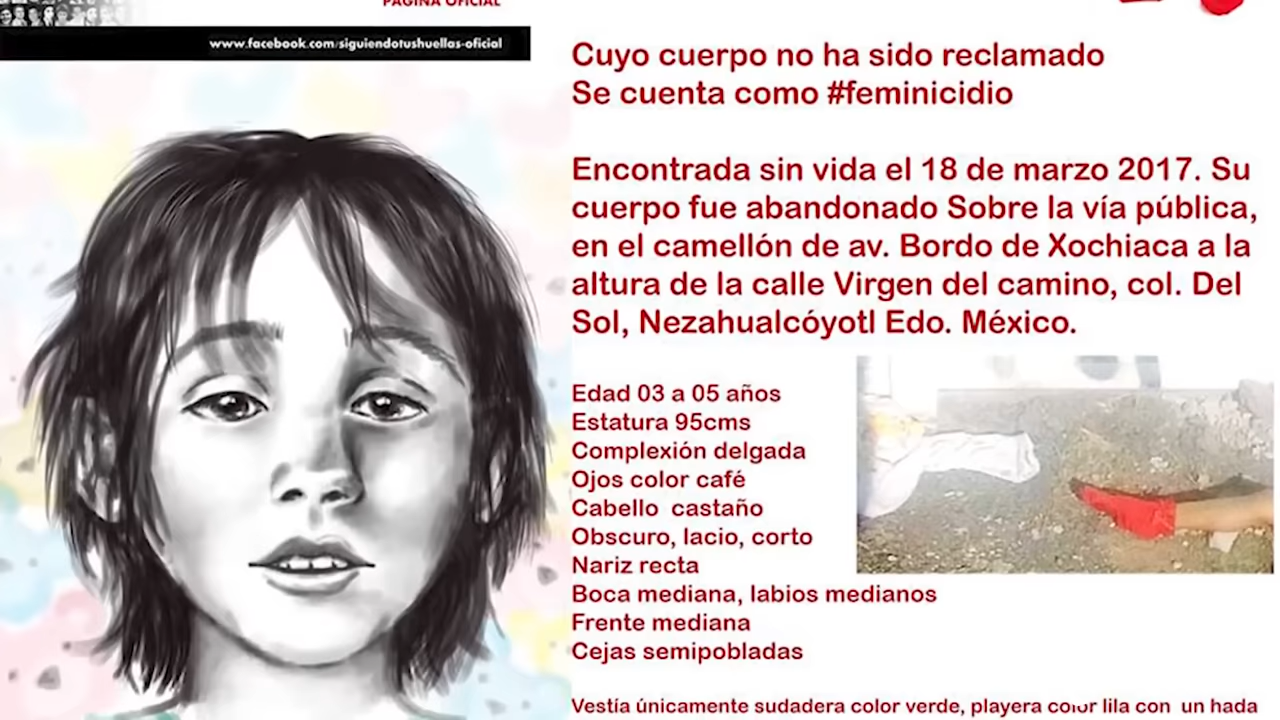 PÁGINA OFICIAL
www.facebook.com/siguiendotushuellas-oficial
Cuyo cuerpo no ha sido reclamado
Se cuenta como #feminicidio
Encontrada sin vida el 18 de marzo 2017. Su
cuerpo fue abandonado Sobre la vía pública,
en el camellón de av. Bordo de Xochiaca a la
altura de la calle Virgen del camino, col. Del
Sol, Nezahualcóyotl Edo. México.
Edad 03 a 05 años
Estatura 95cms
Complexión delgada
Ojos color café
Cabello castaño
Obscuro, lacio, corto
Nariz recta
Boca mediana, labios medianos
Frente mediana
Cejas semipobladas
Vestía únicamente sudadera color verde, playera color lila con un hada